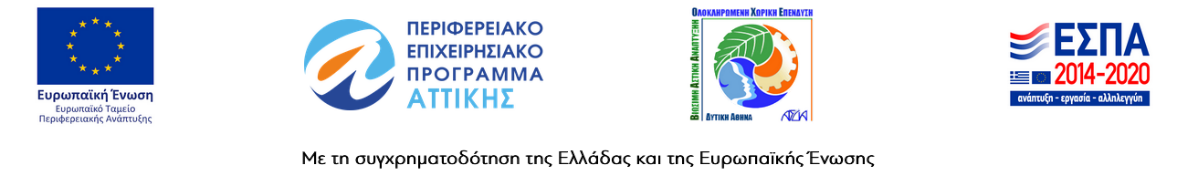 Ευρωπαϊκή Ένωση
Ευρωπαϊκό Ταμείο
Περιφερειακής Ανάπτυξης
ΠΕΡΙΦΕΡΕΙΑΚΟ
ΕΠΙΧΕΙΡΗΣΙΑΚΟ
ΠΡΟΓΡΑΜΜΑ
ΑΤΤΙΚΗΣ
ΟΛΟΚΛΗΡΩΜΕΝΗ ΧΩΡΙΚΗ ΕΠΕΝΔΥΣΗ
ΒΙΩΣΙΜΗ ΑΣΤΙΚΗ ΑΝΑΠΤΥΞΗ
ΔΥΤΙΚΗ ΑΘΗΝΑ
ΕΣΠΑ
2014-2020
ανάπτυξη - εργασία - αλληλεγγύη
Με τη συγχρηματοδότηση της Ελλάδας και της Ευρωπαϊκής Ένωσης